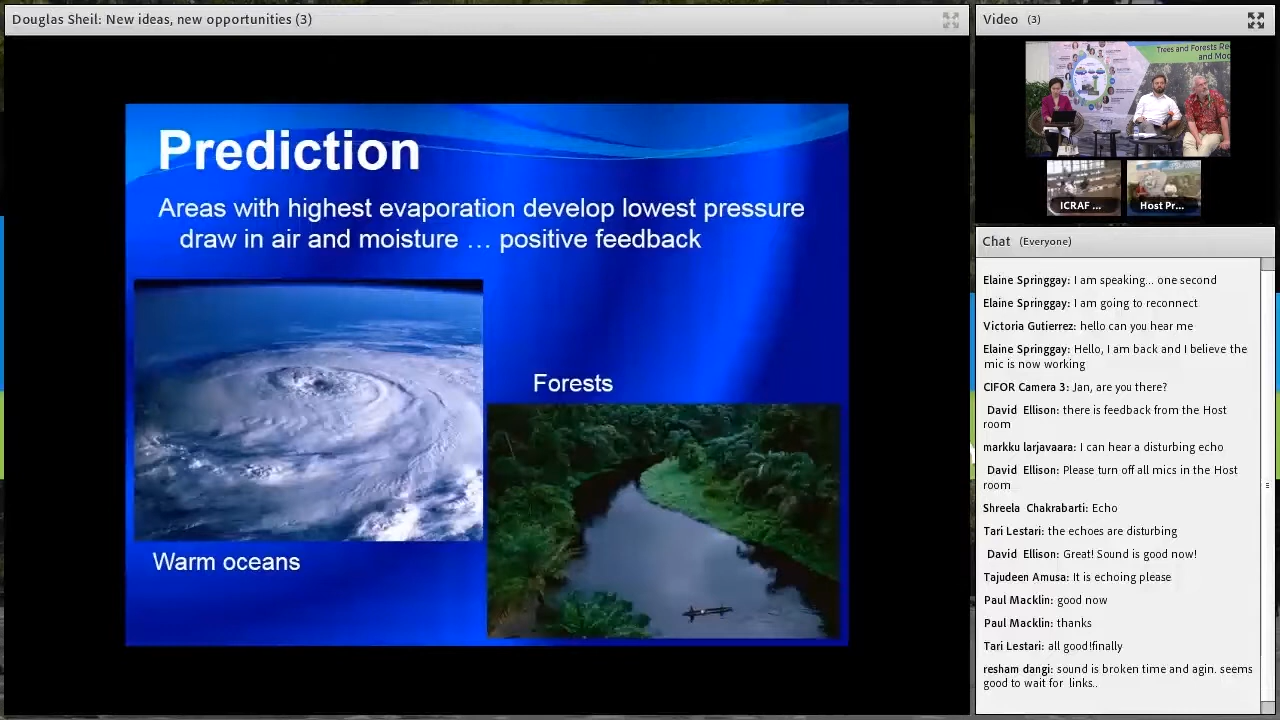 Douglas Sheil: New ideas, new opportunities (3)
Prediction
Areas with highest evaporation develop lowest pressure
draw in air and moisture … positive feedback
Forests
Warm oceans
Video (3)
Trees and Forests Re
and Mod
ICRAF ...
Host Pr...
Chat (Everyone)
Elaine Springgay: I am speaking... one second
Elaine Springgay: I am going to reconnect
Victoria Gutierrez: hello can you hear me
Elaine Springgay: Hello, I am back and I believe the
mic is now working
CIFOR Camera 3: Jan, are you there?
David Ellison: there is feedback from the Host
room
markku larjavaara: I can hear a disturbing echo
David Ellison: Please turn off all mics in the Host
room
Shreela Chakrabarti: Echo
Tari Lestari: the echoes are disturbing
David Ellison: Great! Sound is good now!
Tajudeen Amusa: It is echoing please
Paul Macklin: good now
Paul Macklin: thanks
Tari Lestari: all good!finally
resham dangi: sound is broken time and agin. seems
good to wait for links..